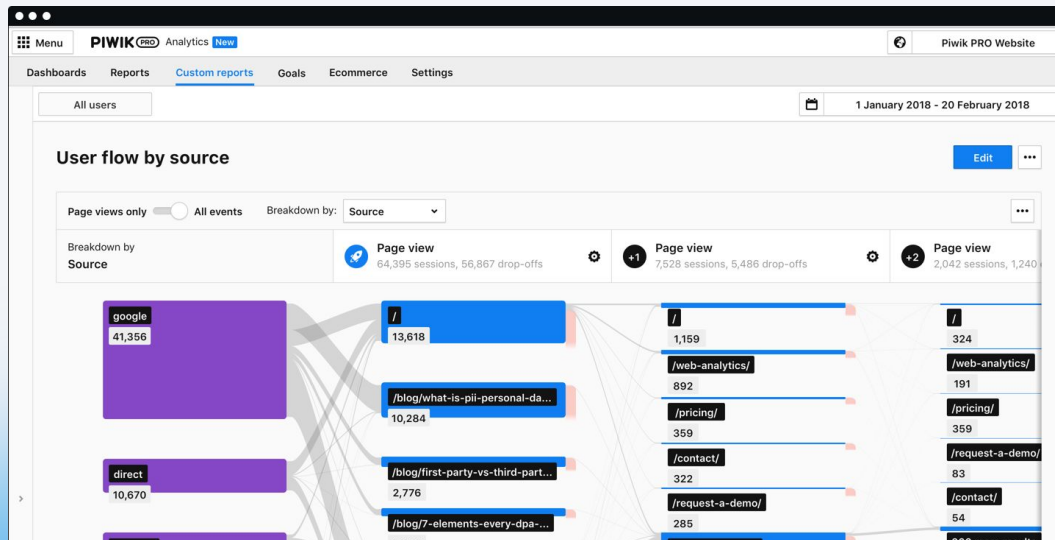 Menu PIWIK PRO Analytics New Piwik PRO Website
Dashboards Reports Custom reports Goals Ecommerce Settings
All users 1 January 2018 - 20 February 2018
User flow by source Edit
Page views only All events Breakdown by: Source
Breakdown by
Source
Page view
64,395 sessions, 56,867 drop-offs
+1 Page view
7,528 sessions, 5,486 drop-offs
+2 Page view
2,042 sessions, 1,240
google
41,356
direct
10,670
/
13,618
/blog/what-is-pii-personal-da...
10,284
/blog/first-party-vs-third-part...
2,776
/blog/7-elements-every-dpa-...
/
1,159
/web-analytics/
892
/pricing/
359
/contact/
322
/request-a-demo/
285
/
324
/web-analytics/
191
/pricing/
359
/request-a-demo/
83
/contact/
54